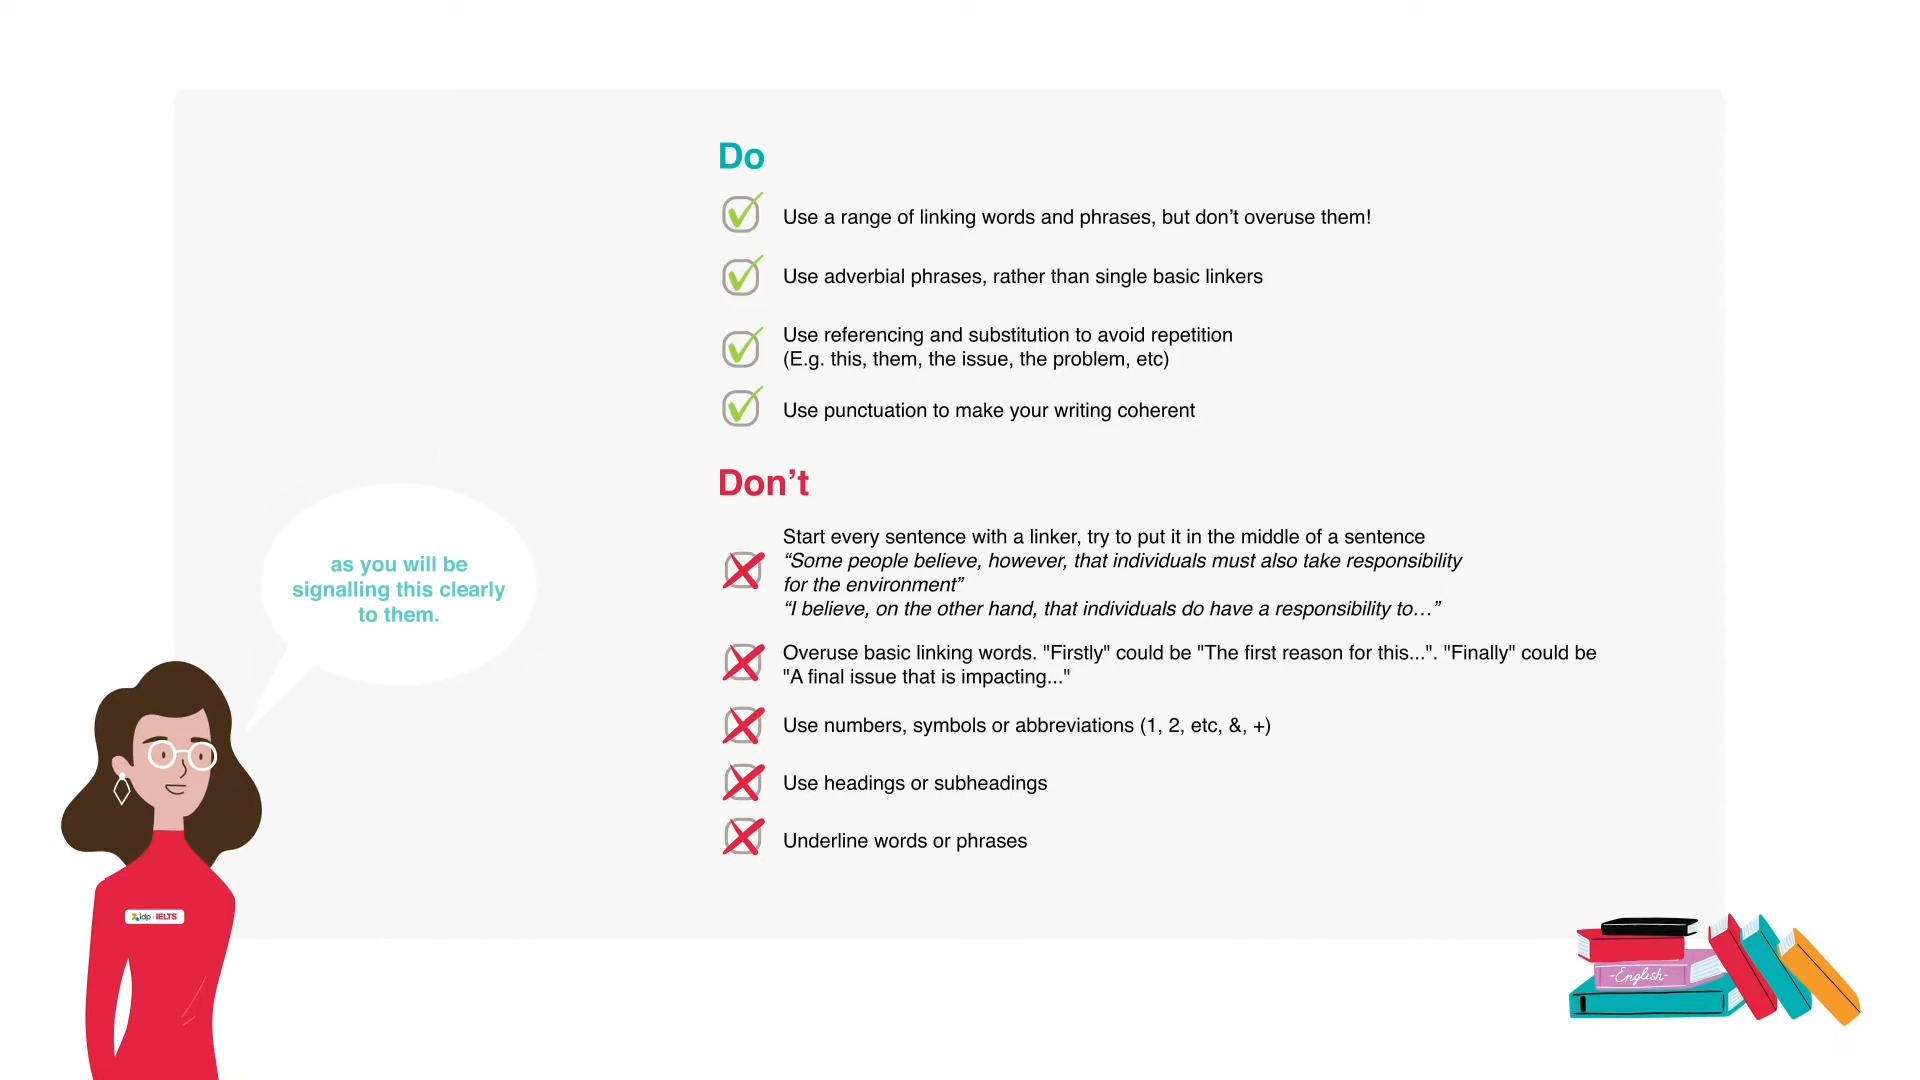 Do
Use a range of linking words and phrases, but don’t overuse them!
Use adverbial phrases, rather than single basic linkers
Use referencing and substitution to avoid repetition
(E.g. this, them, the issue, the problem, etc)
Use punctuation to make your writing coherent
Don’t
Start every sentence with a linker, try to put it in the middle of a sentence
“Some people believe, however, that individuals must also take responsibility
for the environment”
“I believe, on the other hand, that individuals do have a responsibility to…”
Overuse basic linking words. "Firstly" could be "The first reason for this...". "Finally" could be
"A final issue that is impacting..."
Use numbers, symbols or abbreviations (1, 2, etc, &, +)
Use headings or subheadings
Underline words or phrases
as you will be
signalling this clearly
to them.
idp IELTS
-English-